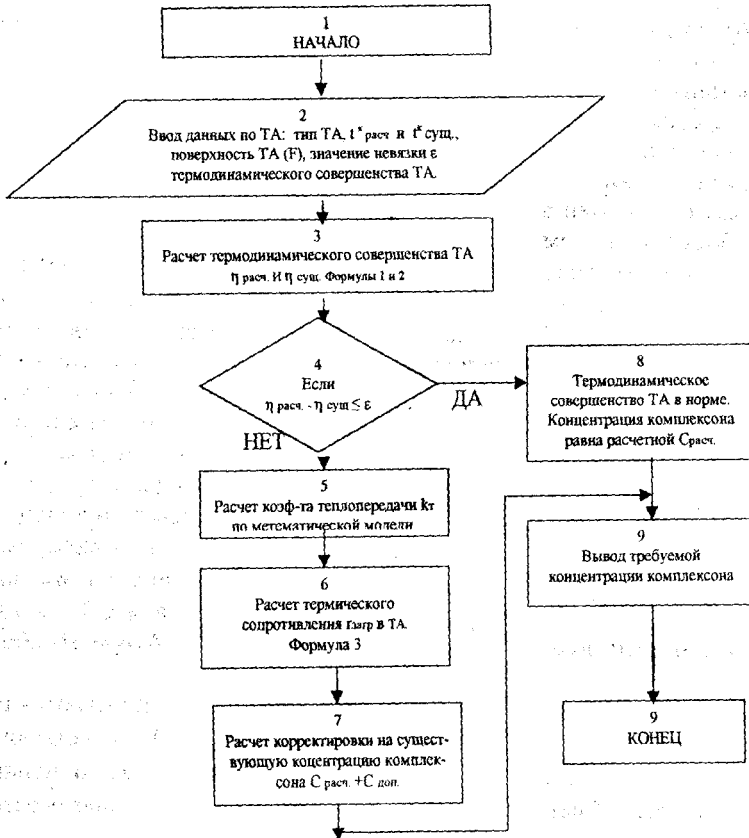 1
НАЧАЛО
2
Ввод данных по ТА: тип ТА, t˟ расч и t˟ сущ.,
поверхность ТА (F), значение невязки ε
термодинамического совершенства ТА.
3
Расчет термодинамического совершенства ТА
η расч. И η сущ. Формулы 1 и 2
4
Если
η расч. - η сущ ≤ ε
ДА
НЕТ
8
Термодинамическое
совершенство ТА в норме.
Концентрация комплексона
равна расчетной Cрасч.
5
Расчет коэф-та теплопередачи kт
по метематической модели
6
Расчет термического
сопротивления rзагр в ТА.
Формула 3
7
Расчет корректировки на сущест-
вующую коцентрацию комплек-
сона С расч. +С доп.
9
Вывод требуемой
концентрации комплексона
9
КОНЕЦ